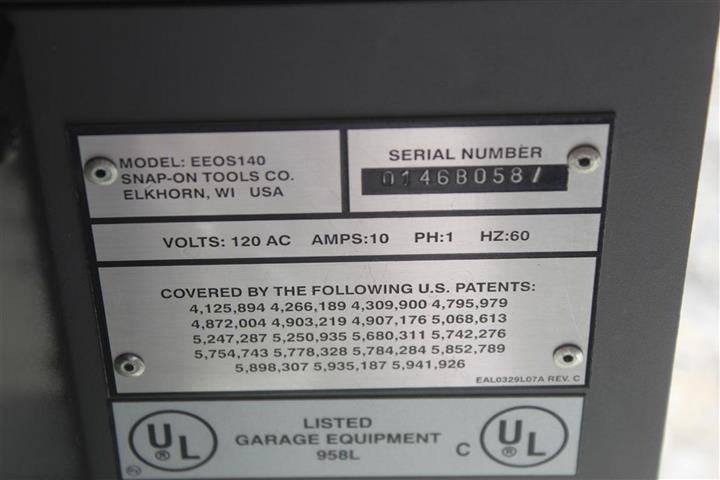 MODEL: EEOS140
SNAP-ON TOOLS CO.
ELKHORN, WI USA
SERIAL NUMBER
0146B058/
VOLTS: 120 AC AMPS:10 PH:1 HZ:60
COVERED BY THE FOLLOWING U.S. PATENTS:
4,125,894 4,266,189 4,309,900 4,795,979
4,872,004 4,903,219 4,907,176 5,068,613
5,247,287 5,250,935 5,680,311 5,742,276
5,754,743 5,778,328 5,784,284 5,852,789
5,898,307 5,935,187 5,941,926
EAL0329L07A REV. C
UL®
LISTED
GARAGE EQUIPMENT
958L
C UL®